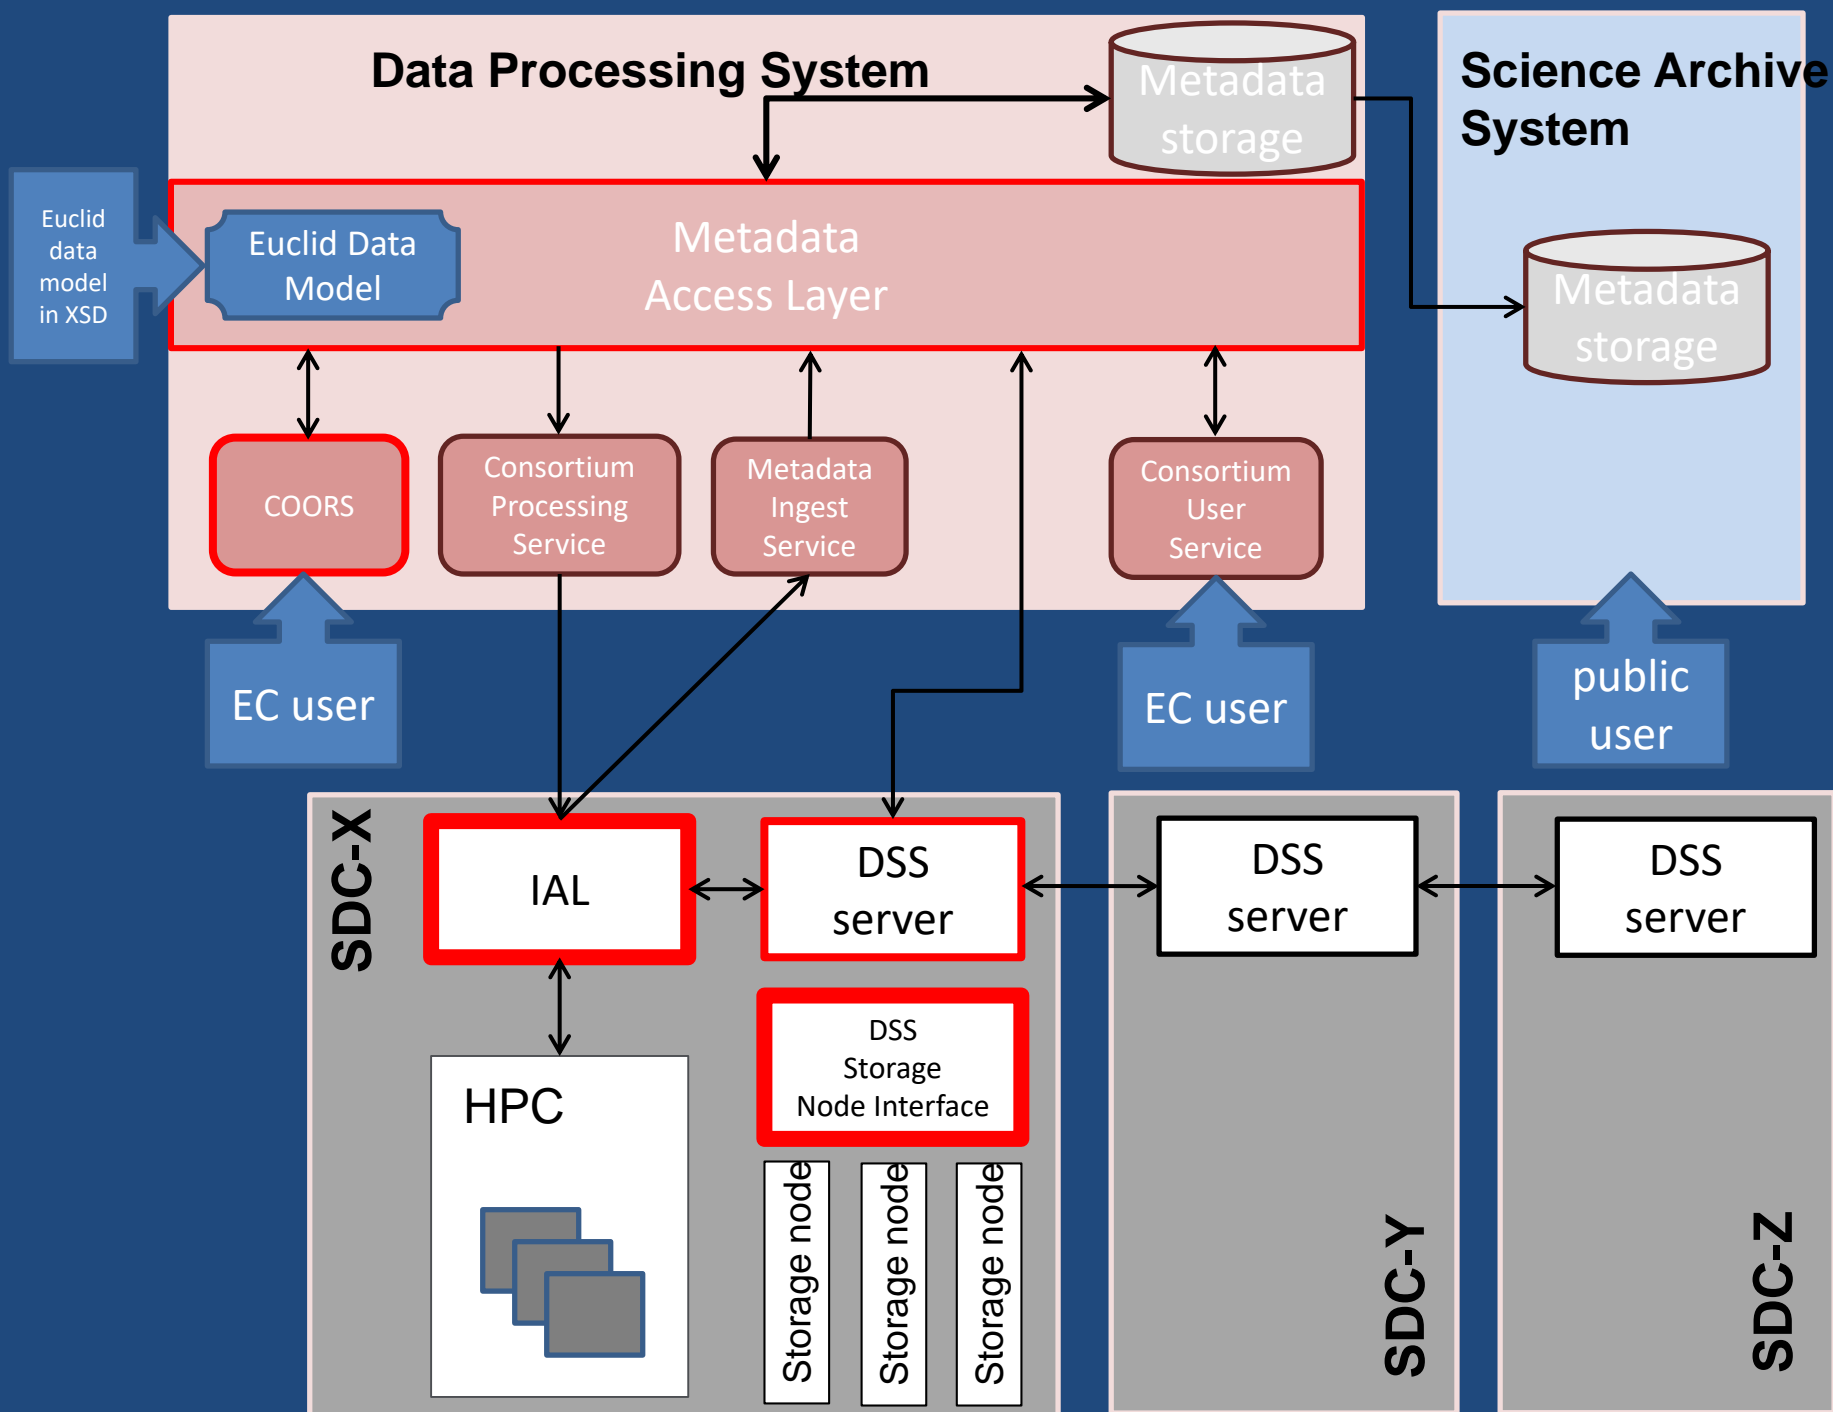 Data Processing System
Metadata
storage
Science Archive
System
Euclid
data
model
in XSD
Euclid Data
Model
Metadata
Access Layer
Metadata
storage
COORS
Consortium
Processing
Service
Metadata
Ingest
Service
Consortium
User
Service
EC user
EC user
public
user
SDC-X
IAL
DSS
server
DSS
server
DSS
server
DSS
Storage
Node Interface
HPC
Storage node
Storage node
Storage node
SDC-Y
SDC-Z